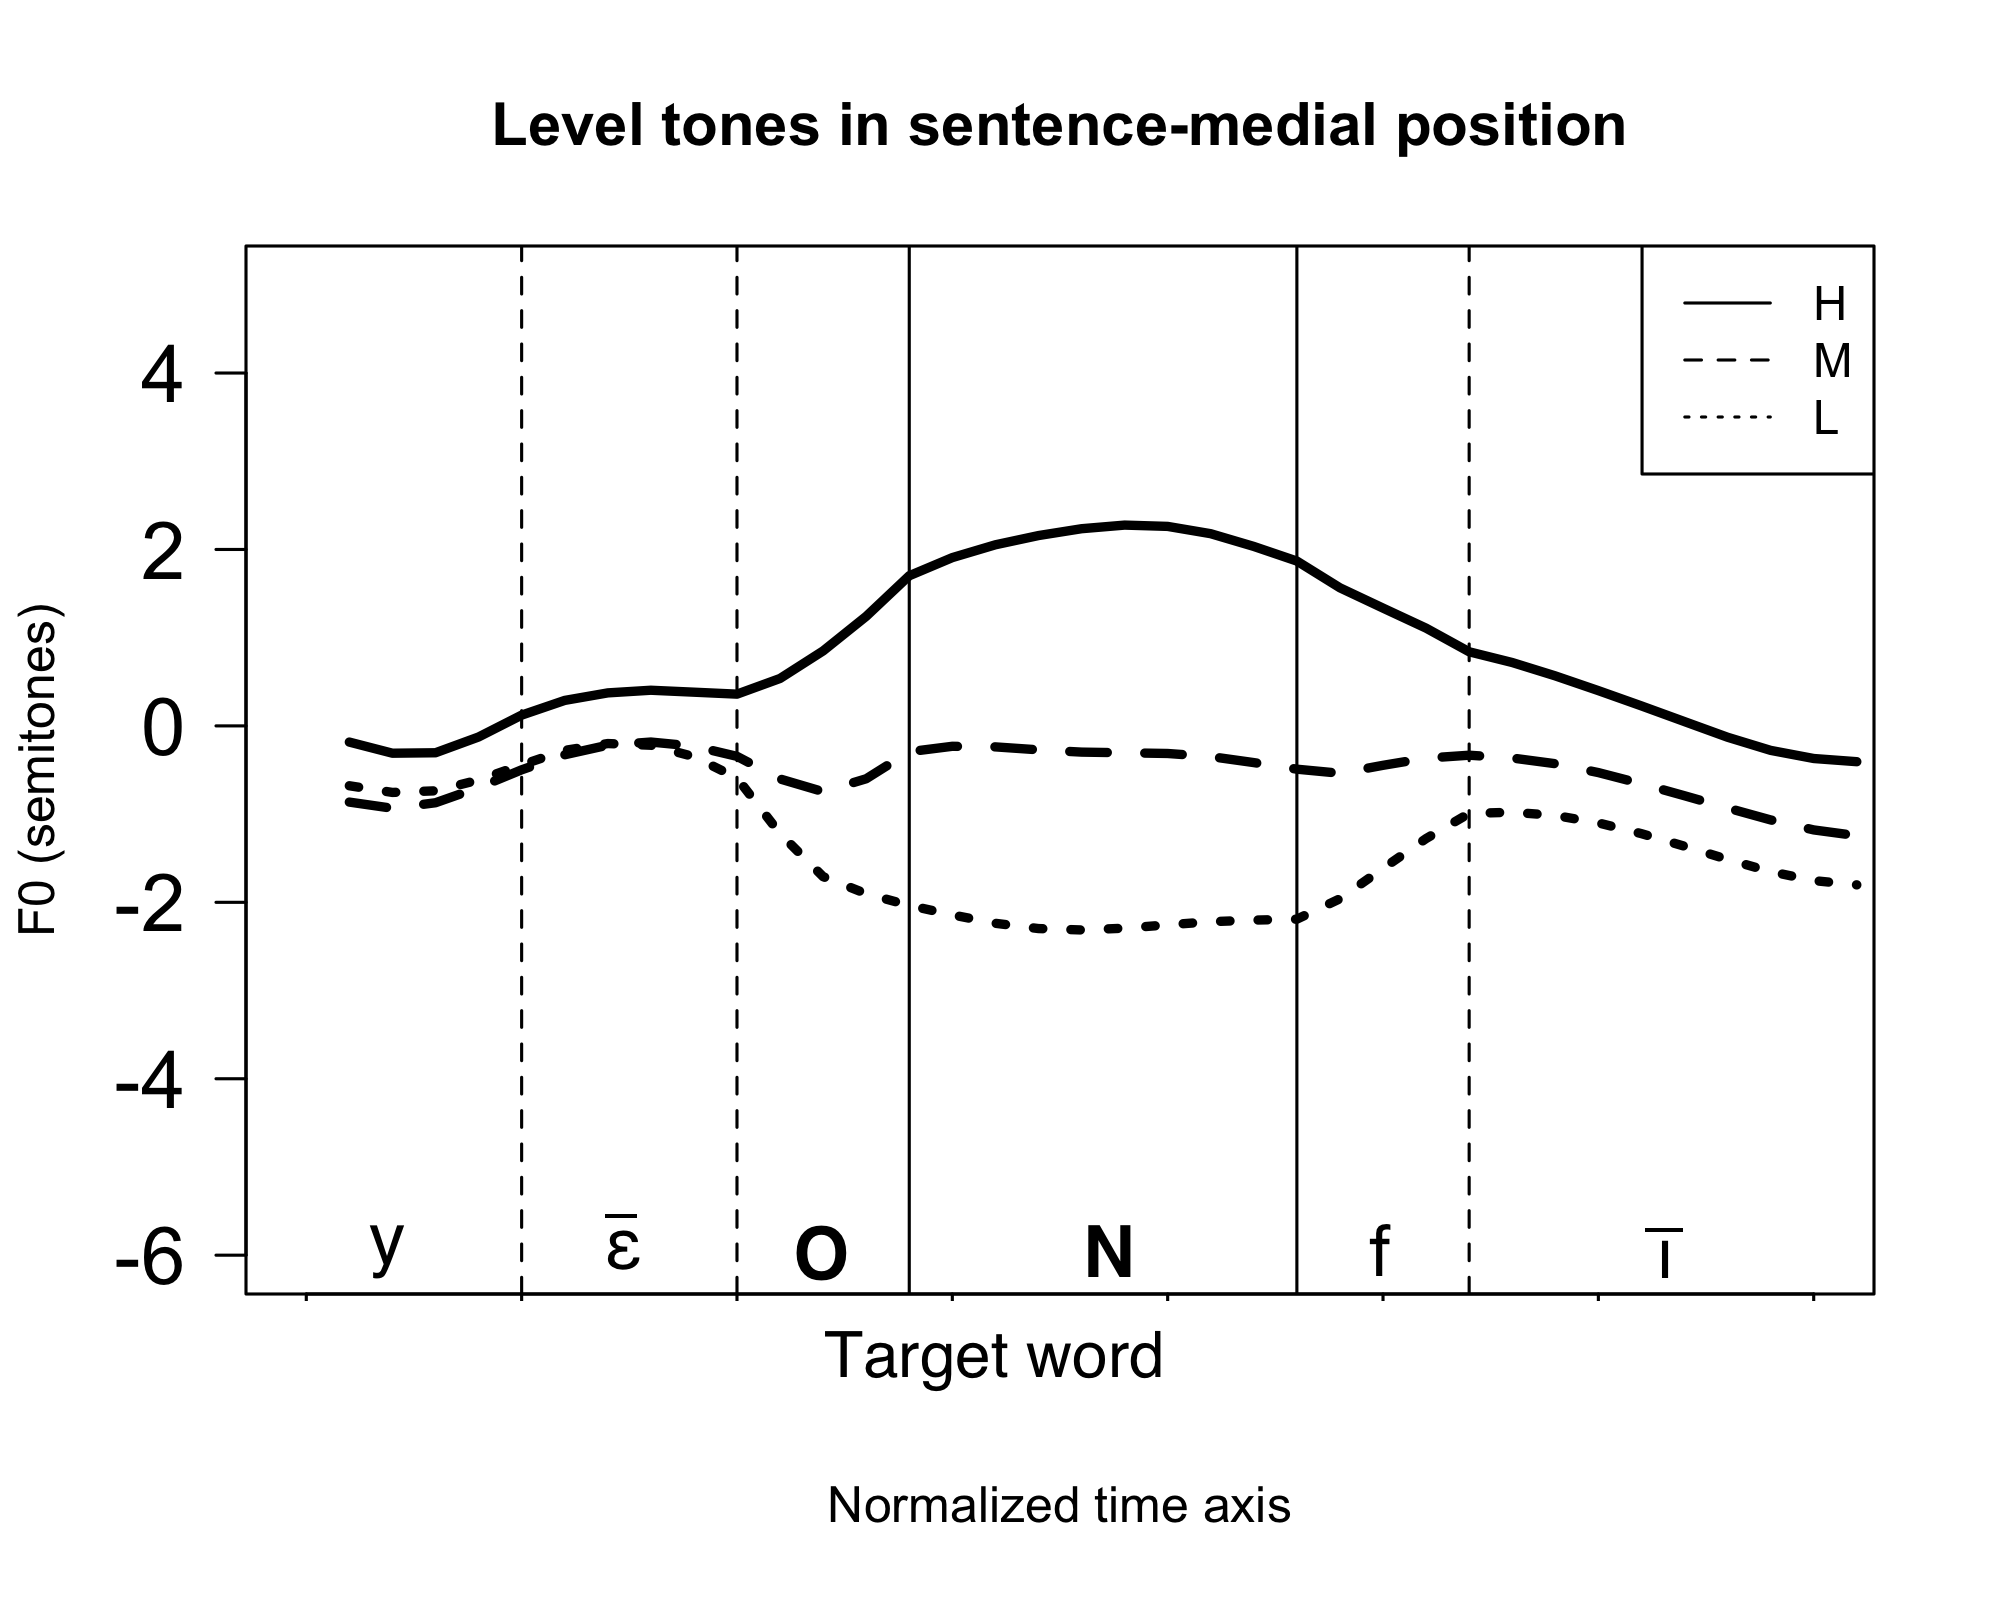 Level tones in sentence-medial position
H
M
L
4
2
0
-2
-4
-6
F0 (semitones)
y ɛ̄ O N f ī
Target word
Normalized time axis